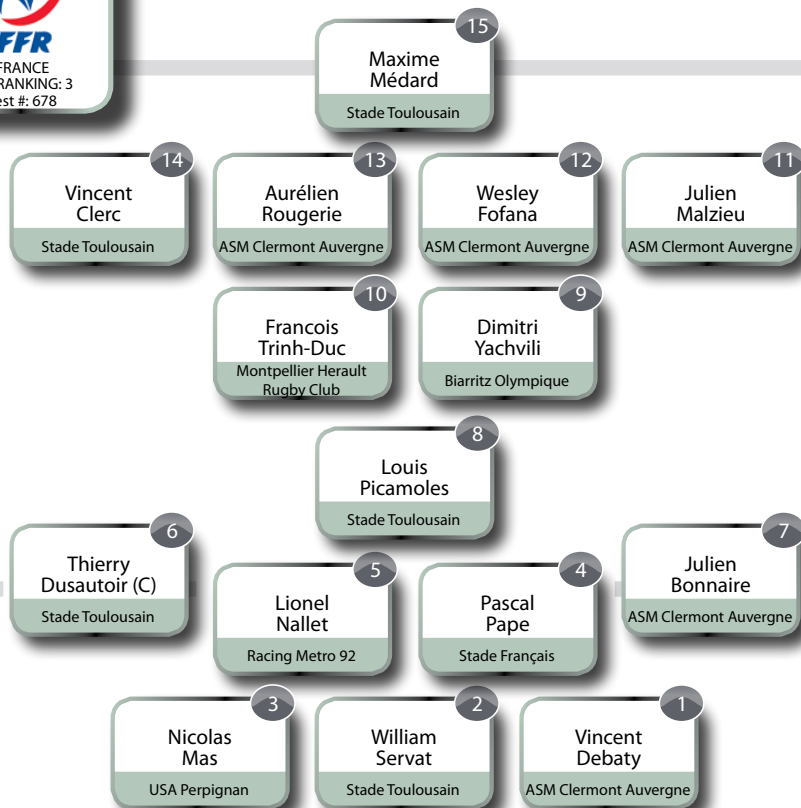 FFR
FRANCE
RANKING: 3
est #: 678
15
Maxime
Médard
Stade Toulousain
14
Vincent
Clerc
Stade Toulousain
13
Aurélien
Rougerie
ASM Clermont Auvergne
12
Wesley
Fofana
ASM Clermont Auvergne
11
Julien
Malzieu
ASM Clermont Auvergne
10
Francois
Trinh-Duc
Montpellier Herault
Rugby Club
9
Dimitri
Yachvili
Biarritz Olympique
8
Louis
Picamoles
Stade Toulousain
6
Thierry
Dusautoir (C)
Stade Toulousain
5
Lionel
Nallet
Racing Metro 92
4
Pascal
Pape
Stade Français
7
Julien
Bonnaire
ASM Clermont Auvergne
3
Nicolas
Mas
USA Perpignan
2
William
Servat
Stade Toulousain
1
Vincent
Debaty
ASM Clermont Auvergne